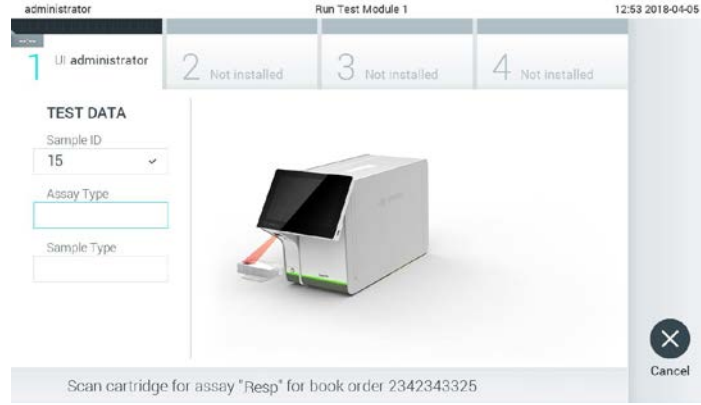 administrator Run Test Module 1 12:53 2018-04-05
1 UI administrator 2 Not installed 3 Not installed 4 Not installed
TEST DATA
Sample ID
15
Assay Type
Sample Type
Cancel
Scan cartridge for assay "Resp" for book order 2342343325